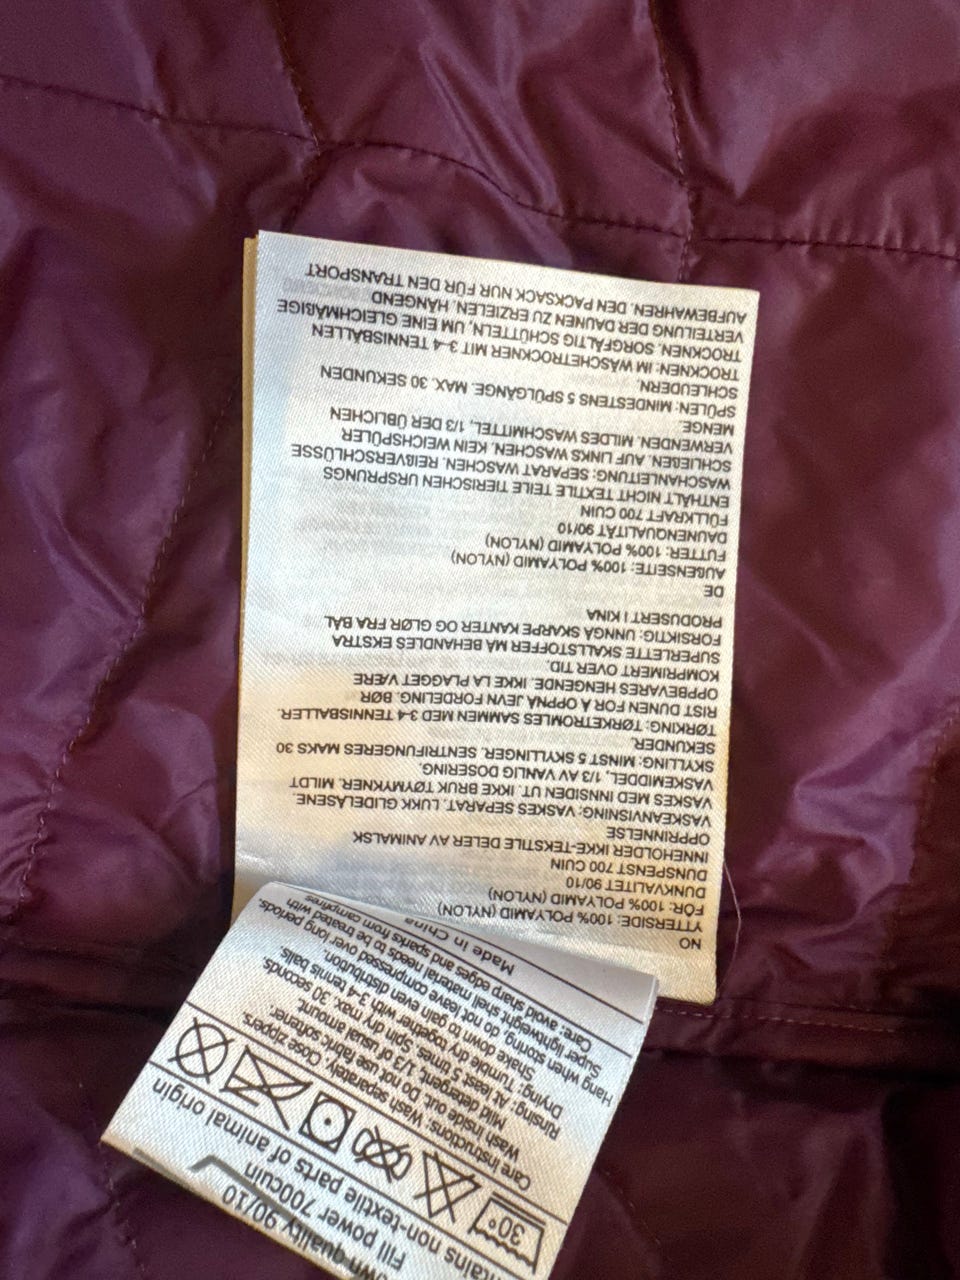 NO
YTTERSIDE: 100% POLYAMID (NYLON)
FÔR: 100% POLYAMID (NYLON)
DUNKVALITET 90/10
DUNSPENST 700 CUIN
INNEHOLDER IKKE-TEKSTILE DELER AV ANIMALSK
OPPRINNELSE
VASKEANVISNING: VASKES SEPARAT. LUKK GLIDELÅSENE.
VASKES MED INNSIDEN UT. IKKE BRUK TØYMYKNER. MILDT
VASKEMIDDEL, 1/3 AV VANLIG DOSERING.
SKYLLING: MINST 5 SKYLLINGER. SENTRIFUNGERES MAKS 30
SEKUNDER.
TØRKING: TØRKETROMLES SAMMEN MED 3-4 TENNISBALLER.
RIST DUNEN FOR Å OPPNÅ JEVN FORDELING. BØR
OPPBEVARES HENGENDE. IKKE LA PLAGGET VÆRE
KOMPRIMERT OVER TID.
SUPERLETTE SKALLSTOFFER MÅ BEHANDLES EKSTRA
FORSIKTIG: UNNGÅ SKARPE KANTER OG GLØR FRA BÅL
PRODUSERT I KINA
DE
AUßENSEITE: 100% POLYAMID (NYLON)
FUTTER: 100% POLYAMID (NYLON)
DAUNENQUALITÄT 90/10
FÜLLKRAFT 700 CUIN
ENTHÄLT NICHT TEXTILE TEILE TIERISCHEN URSPRUNGS
WASCHANLEITUNG: SEPARAT WASCHEN. REIßVERSCHLÜSSE
SCHLIEßEN. AUF LINKS WASCHEN. KEIN WEICHSPÜLER
VERWENDEN. MILDES WASCHMITTEL, 1/3 DER ÜBLICHEN
MENGE.
SPÜLEN: MINDESTENS 5 SPÜLGÄNGE. MAX. 30 SEKUNDEN
SCHLEUDERN.
TROCKNEN: IM WÄSCHETROCKNER MIT 3-4 TENNISBÄLLEN
TROCKNEN. SORGFÄLTIG SCHÜTTELN, UM EINE GLEICHMÄßIGE
VERTEILUNG DER DAUNEN ZU ERZIELEN. HÄNGEND
AUFBEWAHREN. DEN PACKSACK NUR FÜR DEN TRANSPORT
quality 90/10
Fill power 700cuin
non-textile parts of animal origin
30°
Care instructions: Wash separately. Close zippers.
Wash inside out. Do not use fabric softener.
Mild detergent, 1/3 of usual amount.
Rinsing: At least 5 times. Spin dry max. 30 seconds
Drying: Tumble dry together with 3-4 tennis balls.
Shake down to gain even distribution.
Hang when storing, do not leave compressed over long periods.
Super lightweight shell material needs to be treated with
Care: avoid sharp edges and sparks from campfires
Made in China